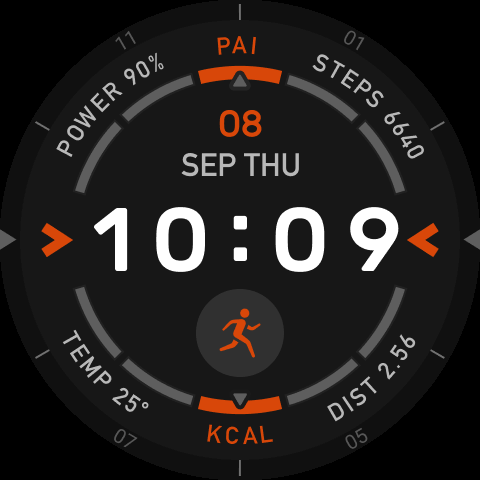 11
PAI
01
POWER 90%
STEPS 6640
08
SEP THU
10:09
TEMP 25°
DIST 2.56
07
KCAL
05